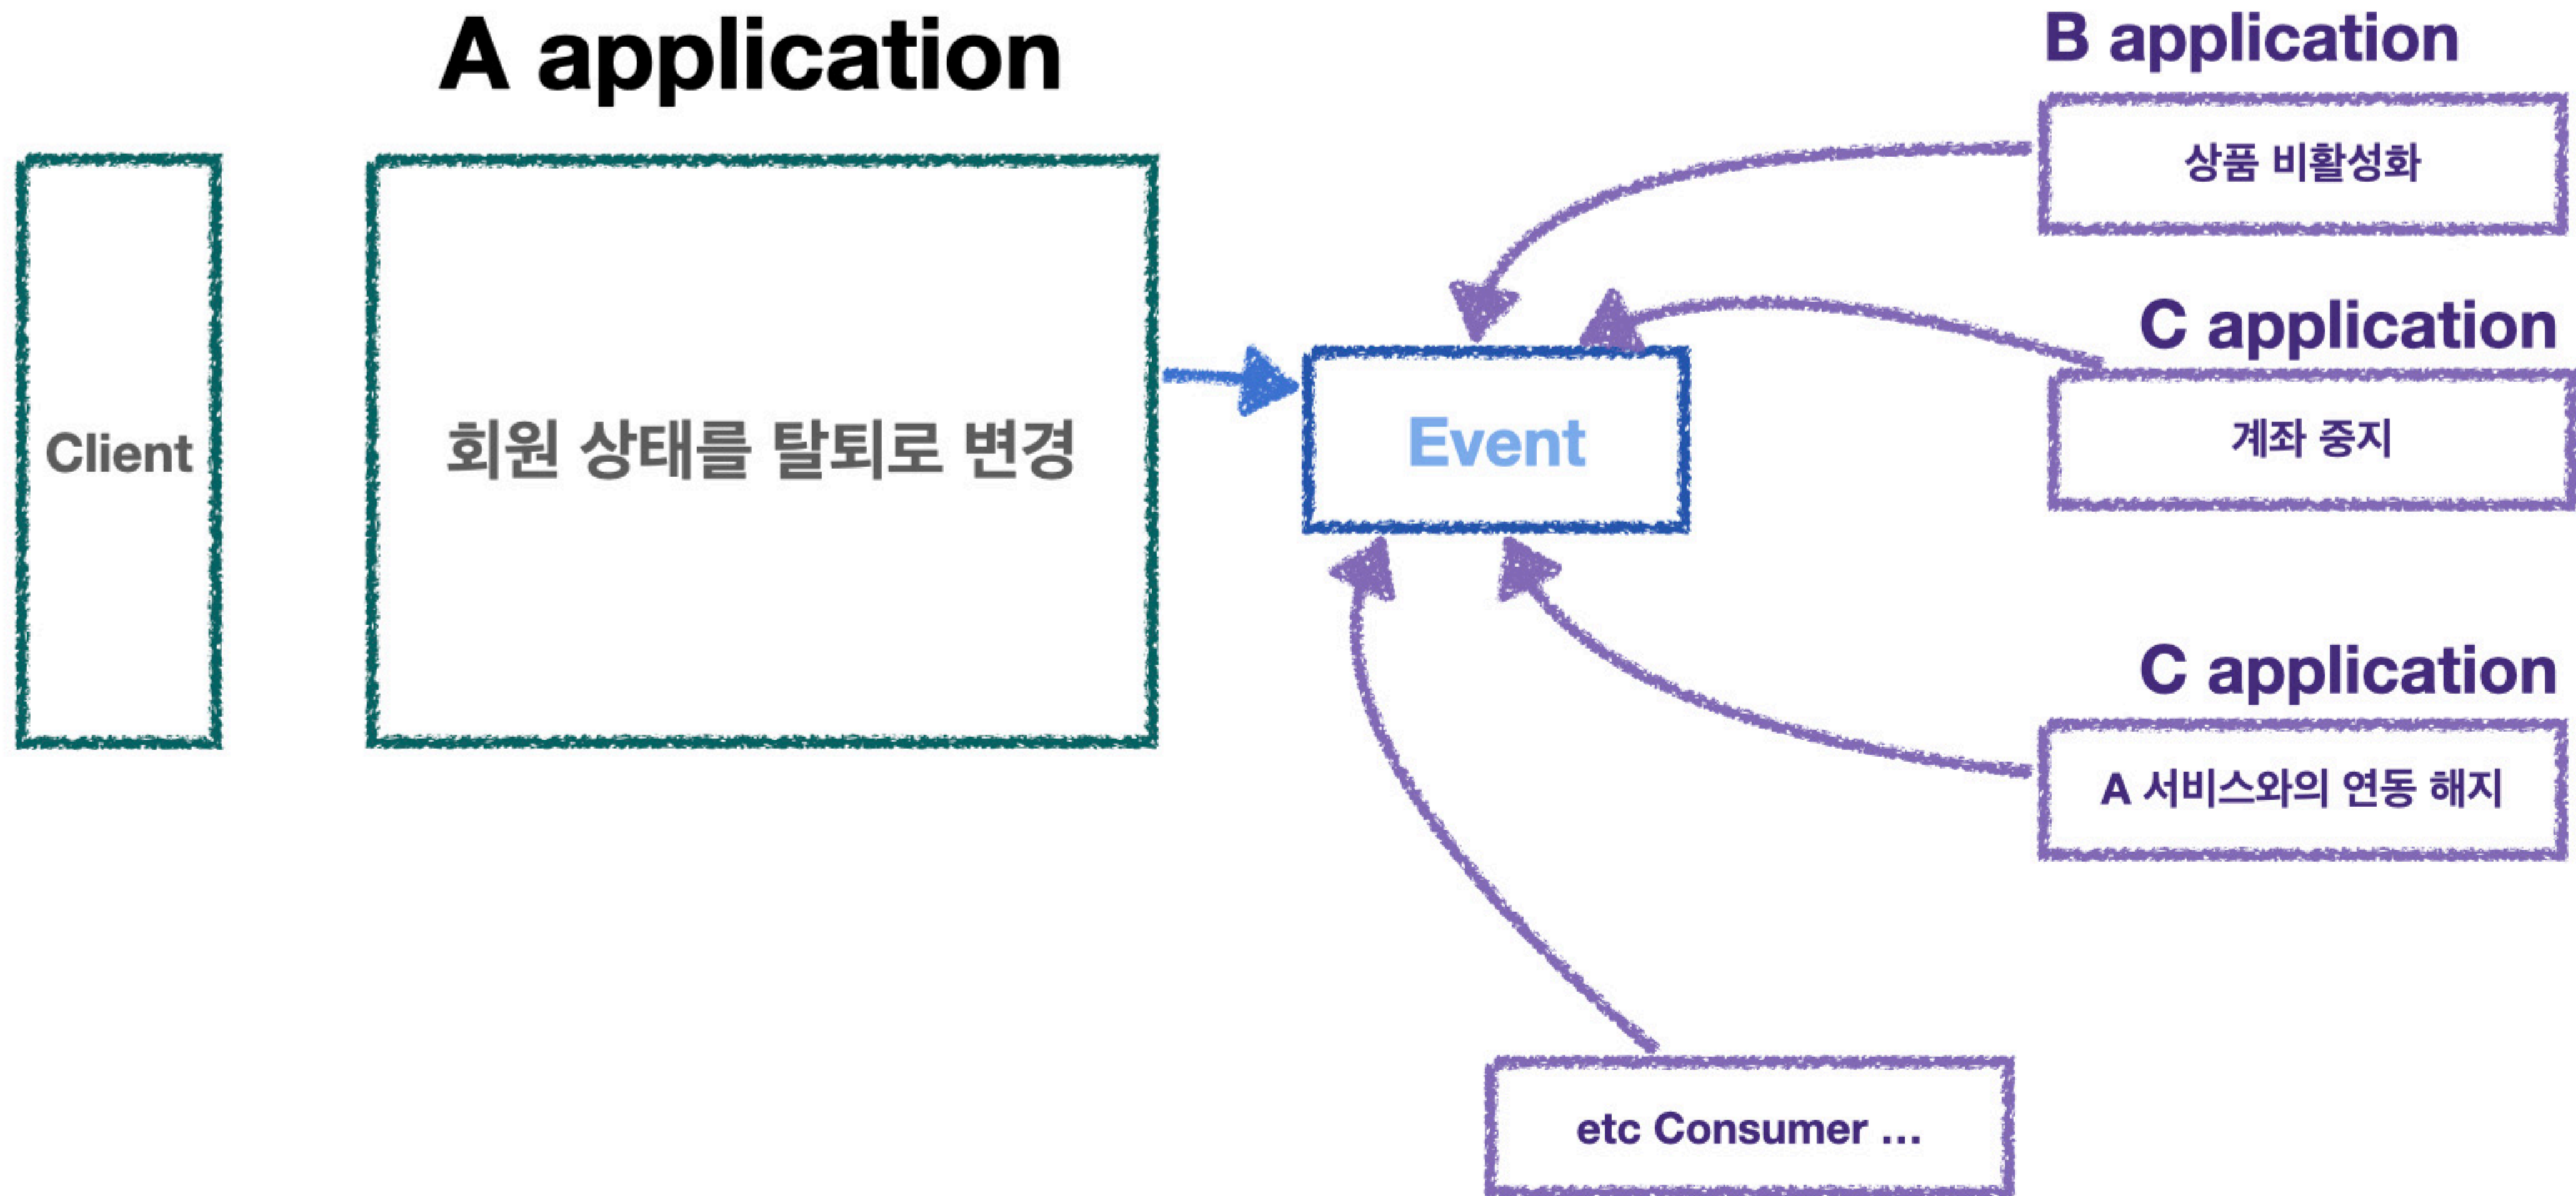 A application
Client
회원 상태를 탈퇴로 변경
Event
B application
상품 비활성화
C application
계좌 중지
C application
A 서비스와의 연동 해지
etc Consumer ...